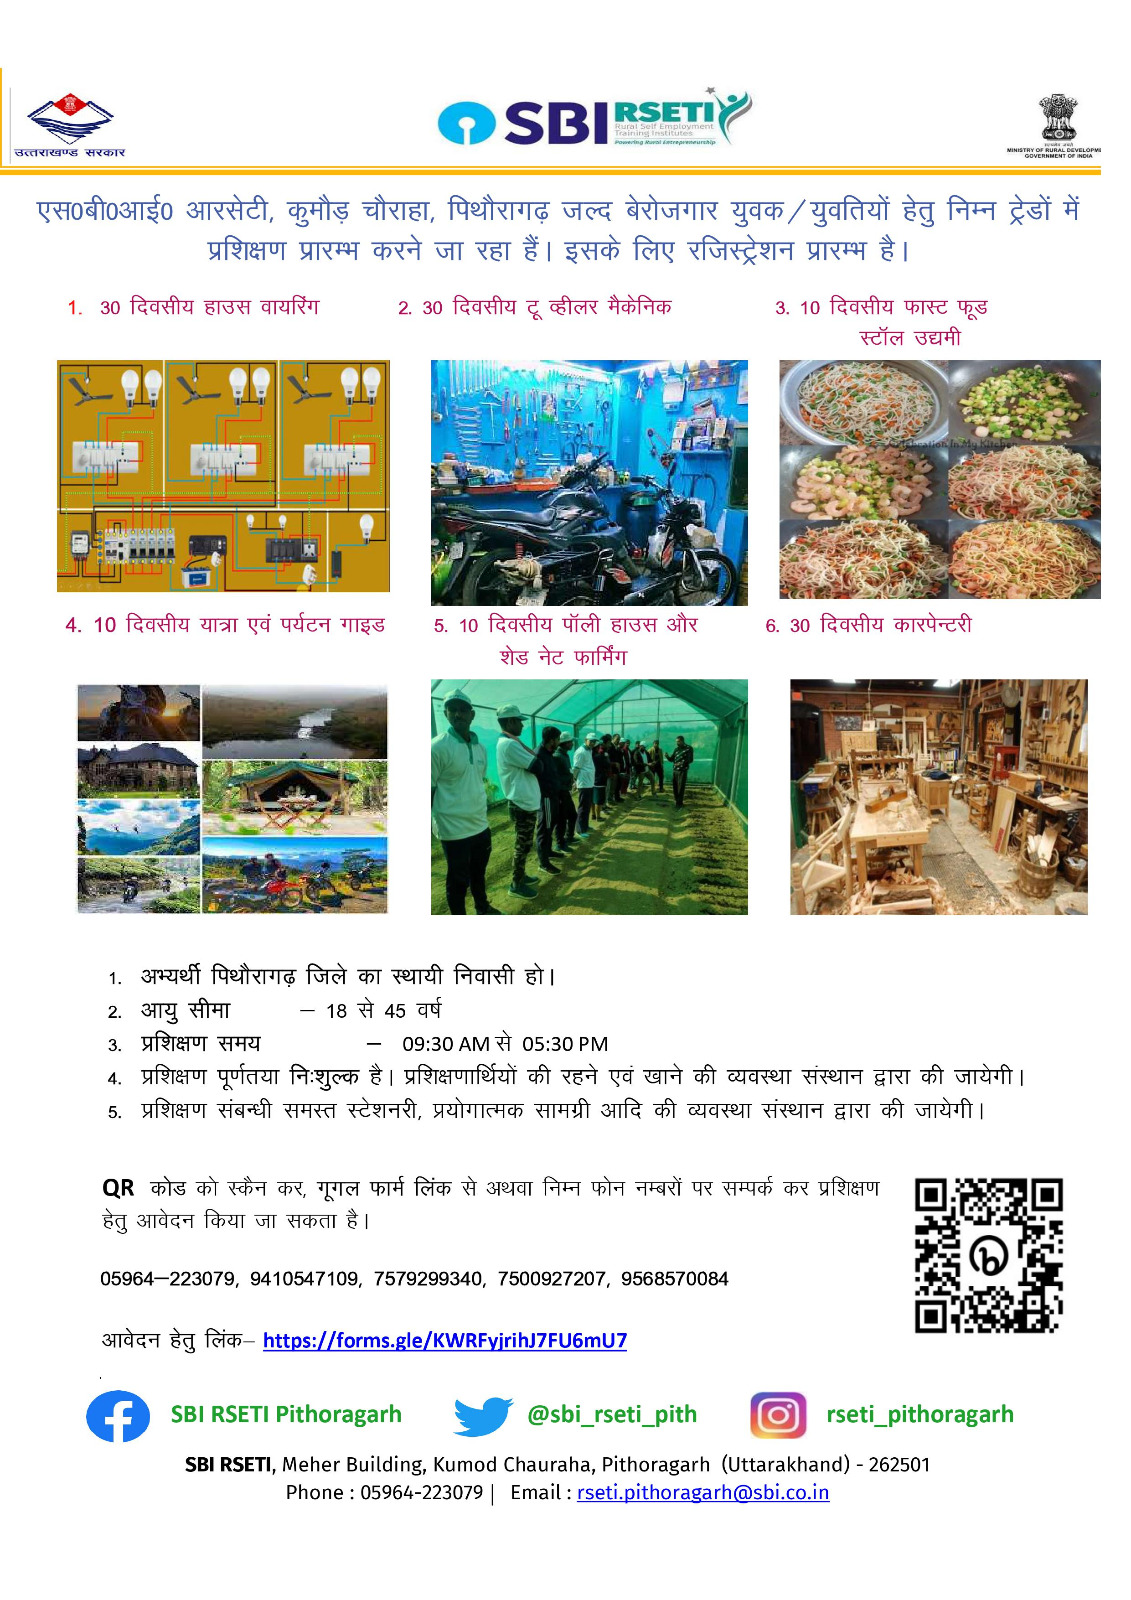 उत्तराखण्ड सरकार
SBI RSETI
Rural Self Employment
Training Institutes
Powering Rural Entrepreneurship
सत्यमेव जयते
MINISTRY OF RURAL DEVELOPME
GOVERNMENT OF INDIA
एस0बी0आई0 आरसेटी, कुमौड़ चौराहा, पिथौरागढ़ जल्द बेरोजगार युवक/युवतियों हेतु निम्न ट्रेडों में
प्रशिक्षण प्रारम्भ करने जा रहा हैं। इसके लिए रजिस्ट्रेशन प्रारम्भ है।
1. 30 दिवसीय हाउस वायरिंग
2. 30 दिवसीय टू व्हीलर मैकेनिक
3. 10 दिवसीय फास्ट फूड
स्टॉल उद्यमी
Celebration In My Kitchen
4. 10 दिवसीय यात्रा एवं पर्यटन गाइड
5. 10 दिवसीय पॉली हाउस और
शेड नेट फार्मिंग
6. 30 दिवसीय कारपेन्टरी
1. अभ्यर्थी पिथौरागढ़ जिले का स्थायी निवासी हो।
2. आयु सीमा – 18 से 45 वर्ष
3. प्रशिक्षण समय – 09:30 AM से 05:30 PM
4. प्रशिक्षण पूर्णतया निःशुल्क है। प्रशिक्षणार्थियों की रहने एवं खाने की व्यवस्था संस्थान द्वारा की जायेगी।
5. प्रशिक्षण संबन्धी समस्त स्टेशनरी, प्रयोगात्मक सामग्री आदि की व्यवस्था संस्थान द्वारा की जायेगी।
QR कोड को स्कैन कर, गूगल फार्म लिंक से अथवा निम्न फोन नम्बरों पर सम्पर्क कर प्रशिक्षण
हेतु आवेदन किया जा सकता है।
05964–223079, 9410547109, 7579299340, 7500927207, 9568570084
आवेदन हेतु लिंक– https://forms.gle/KWRFyjrihJ7FU6mU7
.
SBI RSETI Pithoragarh @sbi_rseti_pith rseti_pithoragarh
SBI RSETI, Meher Building, Kumod Chauraha, Pithoragarh (Uttarakhand) - 262501
Phone : 05964-223079 | Email : rseti.pithoragarh@sbi.co.in